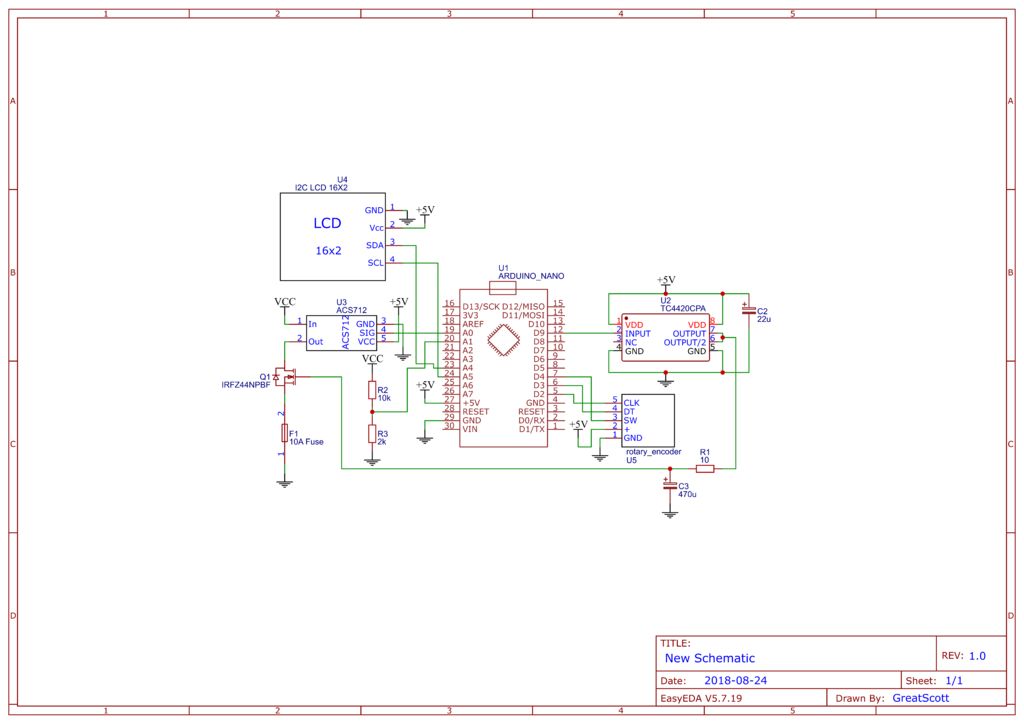 1 2 3 4 5
A A
B B
C C
D D
1 2 3 4 5
U4
I2C LCD 16X2
LCD
16x2
GND 1
Vcc 2
SDA 3
SCL 4
+5V
U3
ACS712
VCC
1 In
2 Out
ACS712
GND 3
SIG 4
VCC 5
+5V
Q1
IRFZ44NPBF
2
F1
10A Fuse
1
VCC
R2
10k
R3
2k
+5V
U1
ARDUINO_NANO
16 D13/SCK D12/MISO 15
17 3V3 D11/MOSI 14
18 AREF D10 13
19 A0 D9 12
20 A1 D8 11
21 A2 D7 10
22 A3 D6 9
23 A4 D5 8
24 A5 D4 7
25 A6 D3 6
26 A7 D2 5
27 +5V GND 4
28 RESET RESET 3
29 GND D0/RX 2
30 VIN D1/TX 1
+5V
U2
TC4420CPA
1 VDD VDD 8
2 INPUT OUTPUT 7
3 NC OUTPUT/2 6
4 GND GND 5
+
C2
22u
+5V
5 CLK
4 DT
3 SW
2 +
1 GND
rotary_encoder
U5
R1
10
+
C3
470u
TITLE:
New Schematic
REV: 1.0
Date: 2018-08-24
Sheet: 1/1
EasyEDA V5.7.19
Drawn By: GreatScott